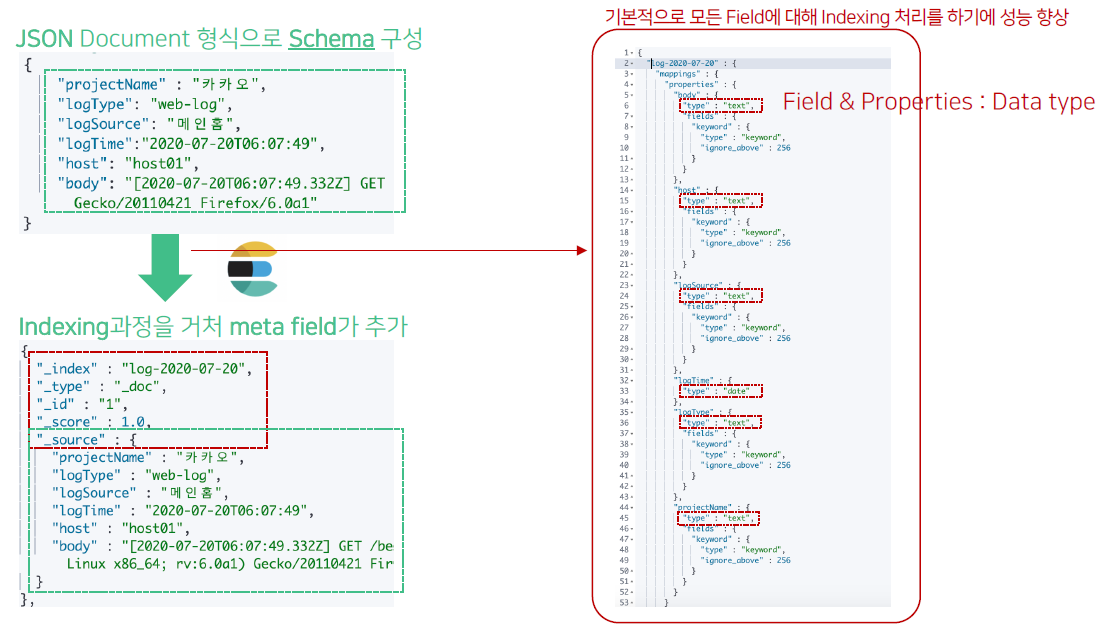 JSON Document 형식으로 Schema 구성
{
"projectName" : "카카오",
"logType": "web-log",
"logSource": "메인홈",
"logTime":"2020-07-20T06:07:49",
"host": "host01",
"body": "[2020-07-20T06:07:49.332Z] GET
Gecko/20110421 Firefox/6.0a1"
}
Indexing과정을 거처 meta field가 추가
{
"_index" : "log-2020-07-20",
"_type" : "_doc",
"_id" : "1",
"_score" : 1.0,
"_source" : {
"projectName" : "카카오",
"logType" : "web-log",
"logSource" : "메인홈",
"logTime" : "2020-07-20T06:07:49",
"host" : "host01",
"body" : "[2020-07-20T06:07:49.332Z] GET /be
Linux x86_64; rv:6.0a1) Gecko/20110421 Fir
}
},
기본적으로 모든 Field에 대해 Indexing 처리를 하기에 성능 향상
Field & Properties : Data type
1 {
2 "log-2020-07-20" : {
3 "mappings" : {
4 "properties" : {
5 "body" : {
6 "type" : "text",
7 "fields" : {
8 "keyword" : {
9 "type" : "keyword",
10 "ignore_above" : 256
11 }
12 }
13 },
14 "host" : {
15 "type" : "text",
16 "fields" : {
17 "keyword" : {
18 "type" : "keyword",
19 "ignore_above" : 256
20 }
21 }
22 },
23 "logSource" : {
24 "type" : "text",
25 "fields" : {
26 "keyword" : {
27 "type" : "keyword",
28 "ignore_above" : 256
29 }
30 }
31 },
32 "logTime" : {
33 "type" : "date"
34 },
35 "logType" : {
36 "type" : "text",
37 "fields" : {
38 "keyword" : {
39 "type" : "keyword",
40 "ignore_above" : 256
41 }
42 }
43 },
44 "projectName" : {
45 "type" : "text",
46 "fields" : {
47 "keyword" : {
48 "type" : "keyword",
49 "ignore_above" : 256
50 }
51 }
52 }
53 }